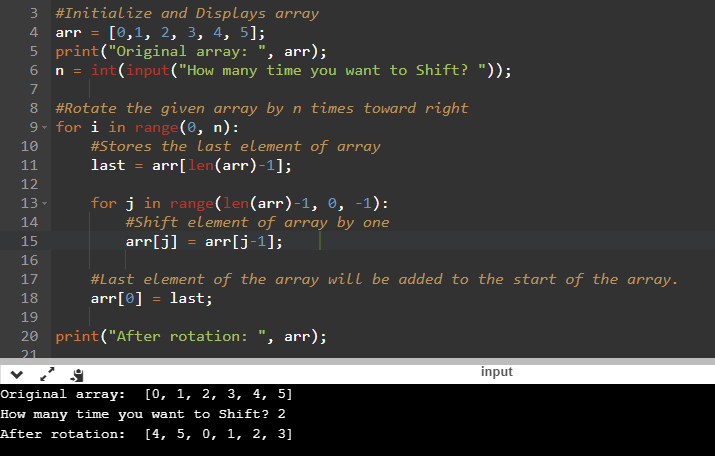 3 #Initialize and Displays array
4 arr = [0,1, 2, 3, 4, 5];
5 print("Original array: ", arr);
6 n = int(input("How many time you want to Shift? "));
7
8 #Rotate the given array by n times toward right
9 for i in range(0, n):
10     #Stores the last element of array
11     last = arr[len(arr)-1];
12
13     for j in range(len(arr)-1, 0, -1):
14         #Shift element of array by one
15         arr[j] = arr[j-1];
16
17     #Last element of the array will be added to the start of the array.
18     arr[0] = last;
19
20 print("After rotation: ", arr);
21
input
Original array:  [0, 1, 2, 3, 4, 5]
How many time you want to Shift? 2
After rotation:  [4, 5, 0, 1, 2, 3]